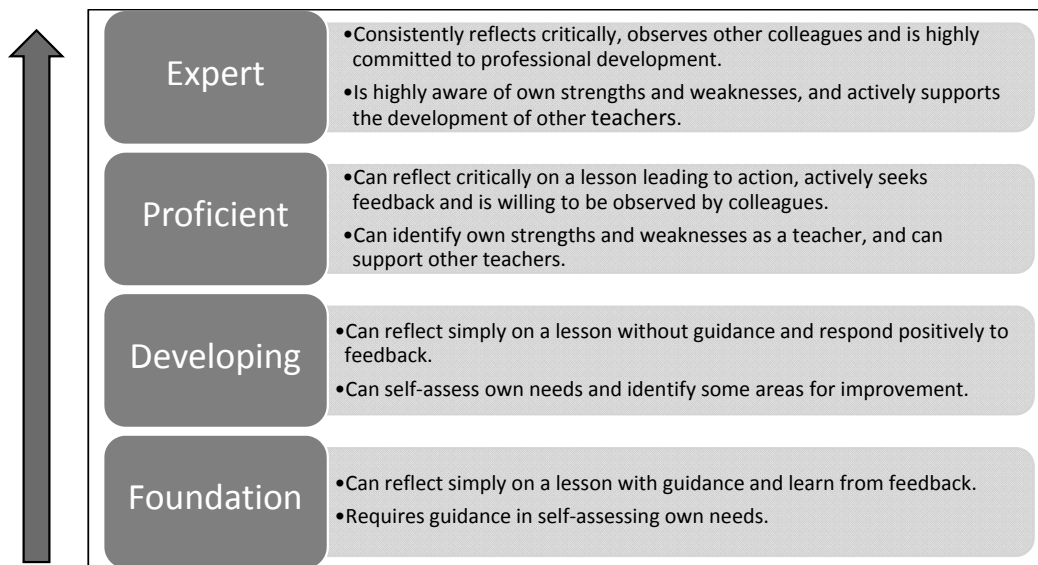 Expert
•Consistently reflects critically, observes other colleagues and is highly
committed to professional development.
•Is highly aware of own strengths and weaknesses, and actively supports
the development of other teachers.
Proficient
•Can reflect critically on a lesson leading to action, actively seeks
feedback and is willing to be observed by colleagues.
•Can identify own strengths and weaknesses as a teacher, and can
support other teachers.
Developing
•Can reflect simply on a lesson without guidance and respond positively to
feedback.
•Can self-assess own needs and identify some areas for improvement.
Foundation
•Can reflect simply on a lesson with guidance and learn from feedback.
•Requires guidance in self-assessing own needs.